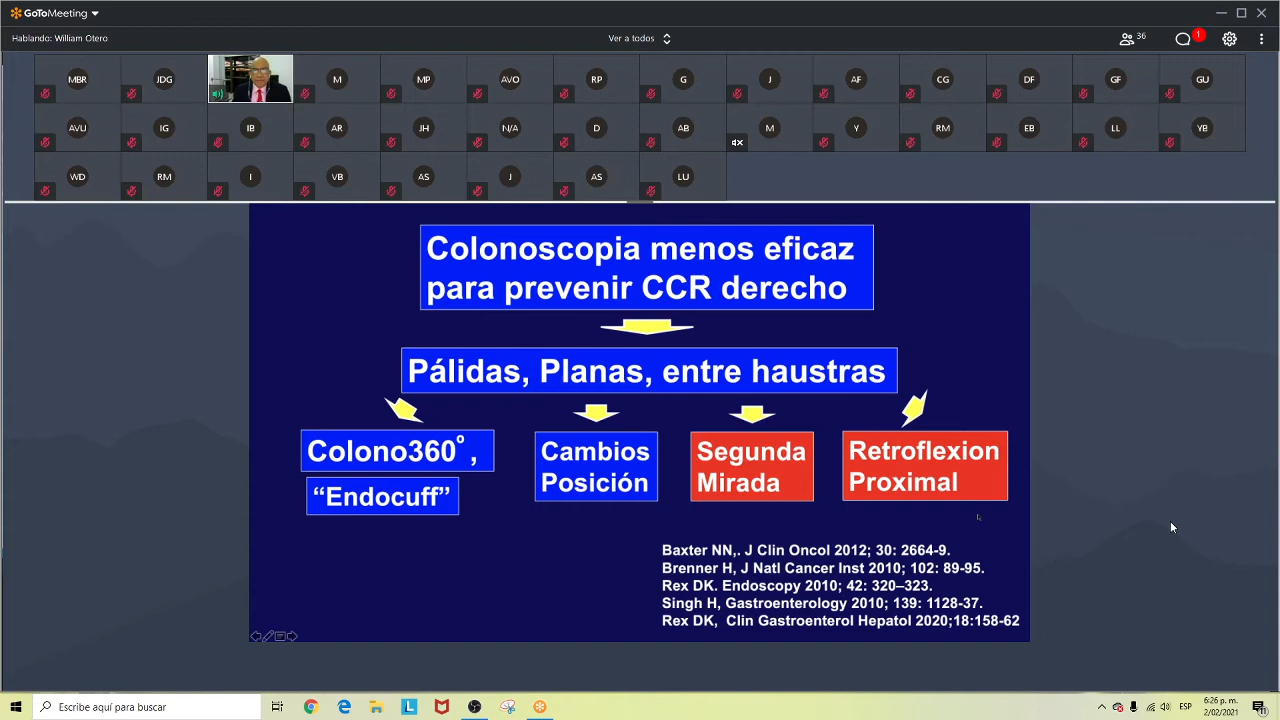 GoToMeeting
Hablando: William Otero
Ver a todos
36
1
MBR
JDG
M
MP
AVO
RP
G
J
AF
CG
DF
GF
GU
AVLI
IG
IB
AR
JH
N/A
D
AB
M
Y
RM
EB
LL
YB
WD
RM
I
VB
AS
J
AS
LU
Colonoscopia menos eficaz
para prevenir CCR derecho
Pálidas, Planas, entre haustras
Colono360°,
“Endocuff”
Cambios
Posición
Segunda
Mirada
Retroflexion
Proximal
Baxter NN,. J Clin Oncol 2012; 30: 2664-9.
Brenner H, J Natl Cancer Inst 2010; 102: 89-95.
Rex DK. Endoscopy 2010; 42: 320–323.
Singh H, Gastroenterology 2010; 139: 1128-37.
Rex DK, Clin Gastroenterol Hepatol 2020;18:158-62
Escribe aquí para buscar
L
ESP
6:26 p. m.
2/02/2021